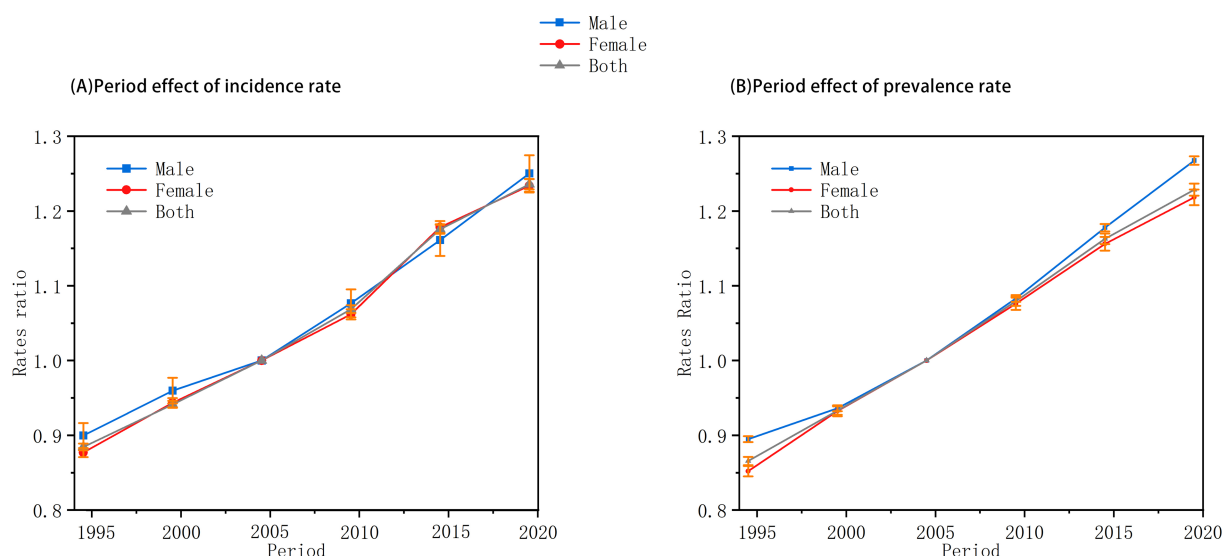 Male
Female
Both
(A)Period effect of incidence rate
(B)Period effect of prevalence rate
1.3
1.2
1.1
1.0
0.9
0.8
Rates ratio
Male
Female
Both
1995 2000 2005 2010 2015 2020
Period
1.3
1.2
1.1
1.0
0.9
0.8
Rates Ratio
Male
Female
Both
1995 2000 2005 2010 2015 2020
Period